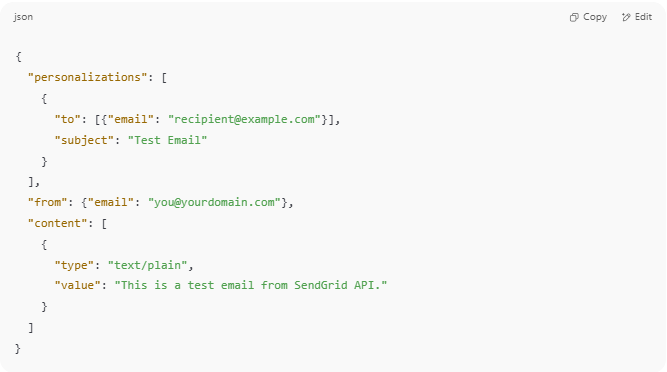 json
Copy
Edit
{
  "personalizations": [
    {
      "to": [{"email": "recipient@example.com"}],
      "subject": "Test Email"
    }
  ],
  "from": {"email": "you@yourdomain.com"},
  "content": [
    {
      "type": "text/plain",
      "value": "This is a test email from SendGrid API."
    }
  ]
}